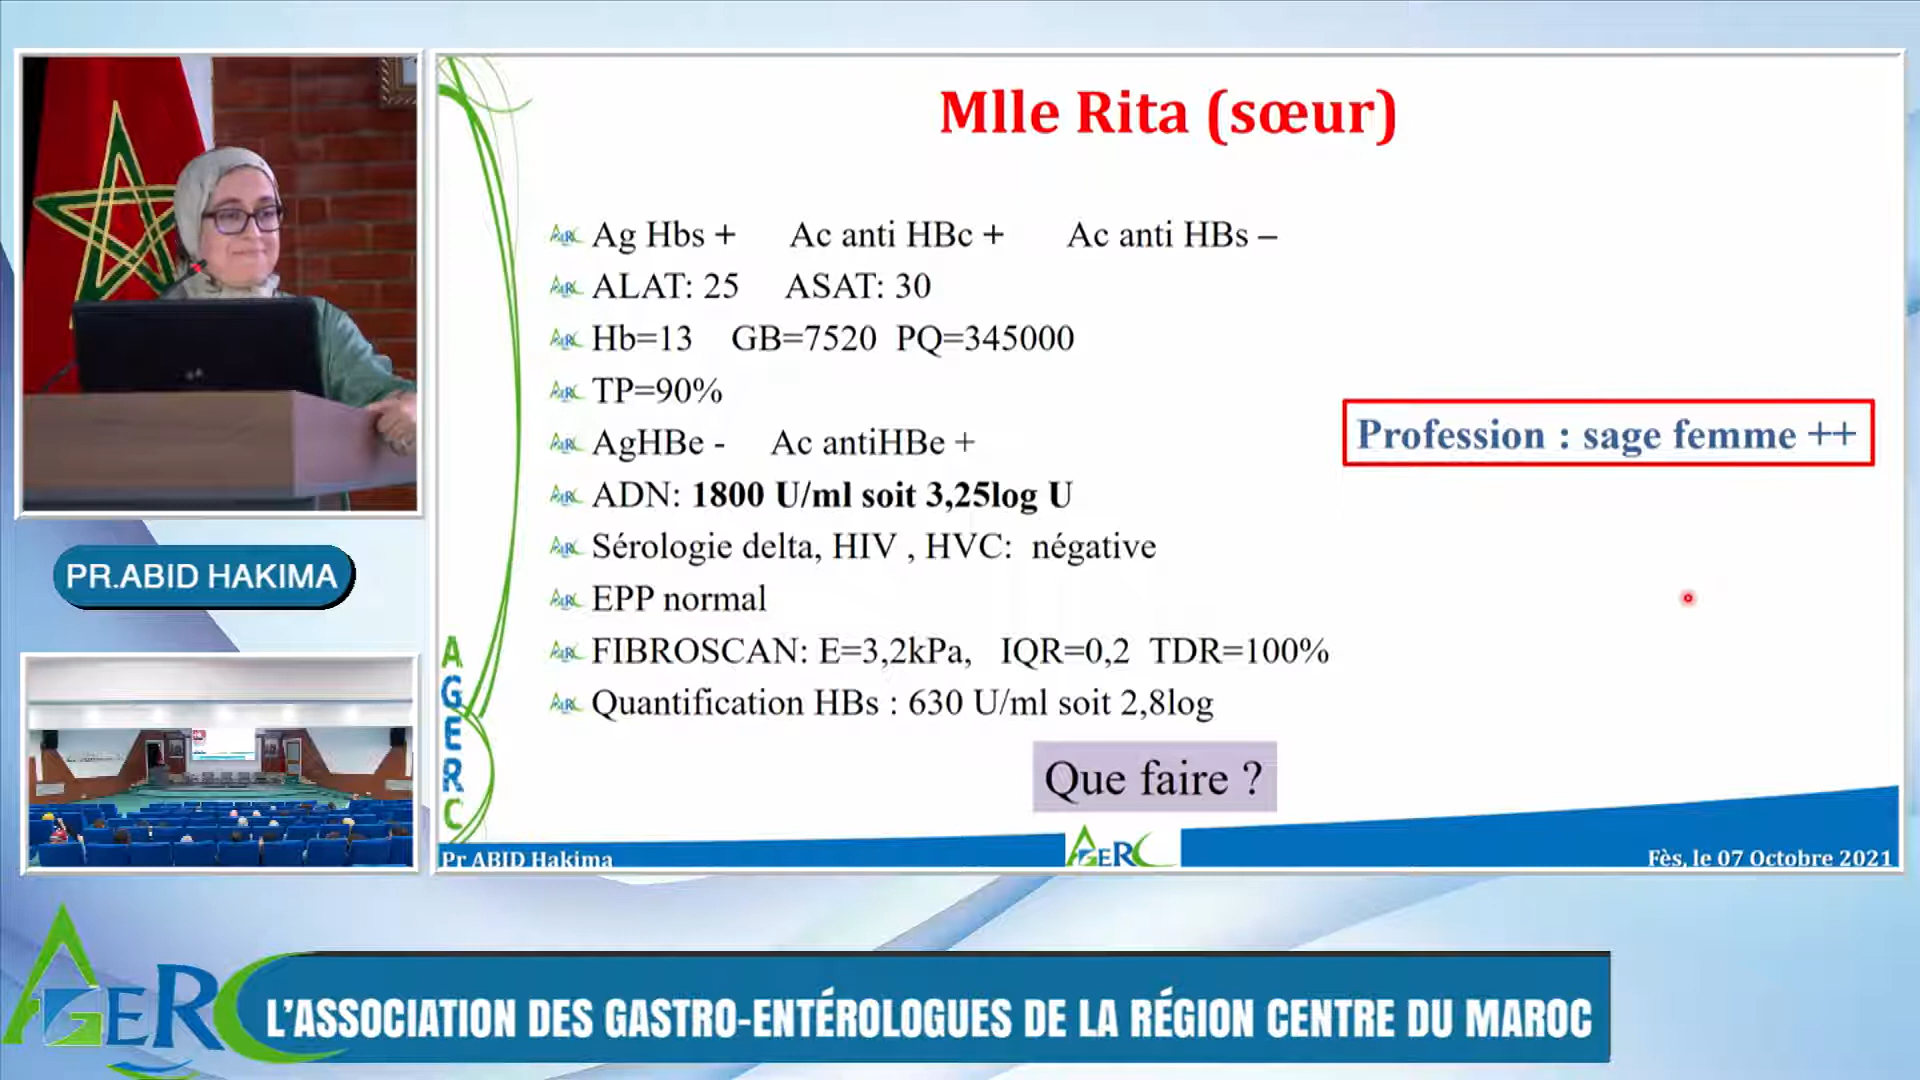 Mlle Rita (sœur)
Ag Hbs + Ac anti HBc + Ac anti HBs –
ALAT: 25 ASAT: 30
Hb=13 GB=7520 PQ=345000
TP=90%
AgHBe - Ac antiHBe +
ADN: 1800 U/ml soit 3,25log U
Sérologie delta, HIV , HVC: négative
EPP normal
FIBROSCAN: E=3,2kPa, IQR=0,2 TDR=100%
Quantification HBs : 630 U/ml soit 2,8log
Profession : sage femme ++
Que faire ?
AGERC
Pr ABID Hakima
AGERC
Fès, le 07 Octobre 2021
PR.ABID HAKIMA
AGERC
L'ASSOCIATION DES GASTRO-ENTÉROLOGUES DE LA RÉGION CENTRE DU MAROC